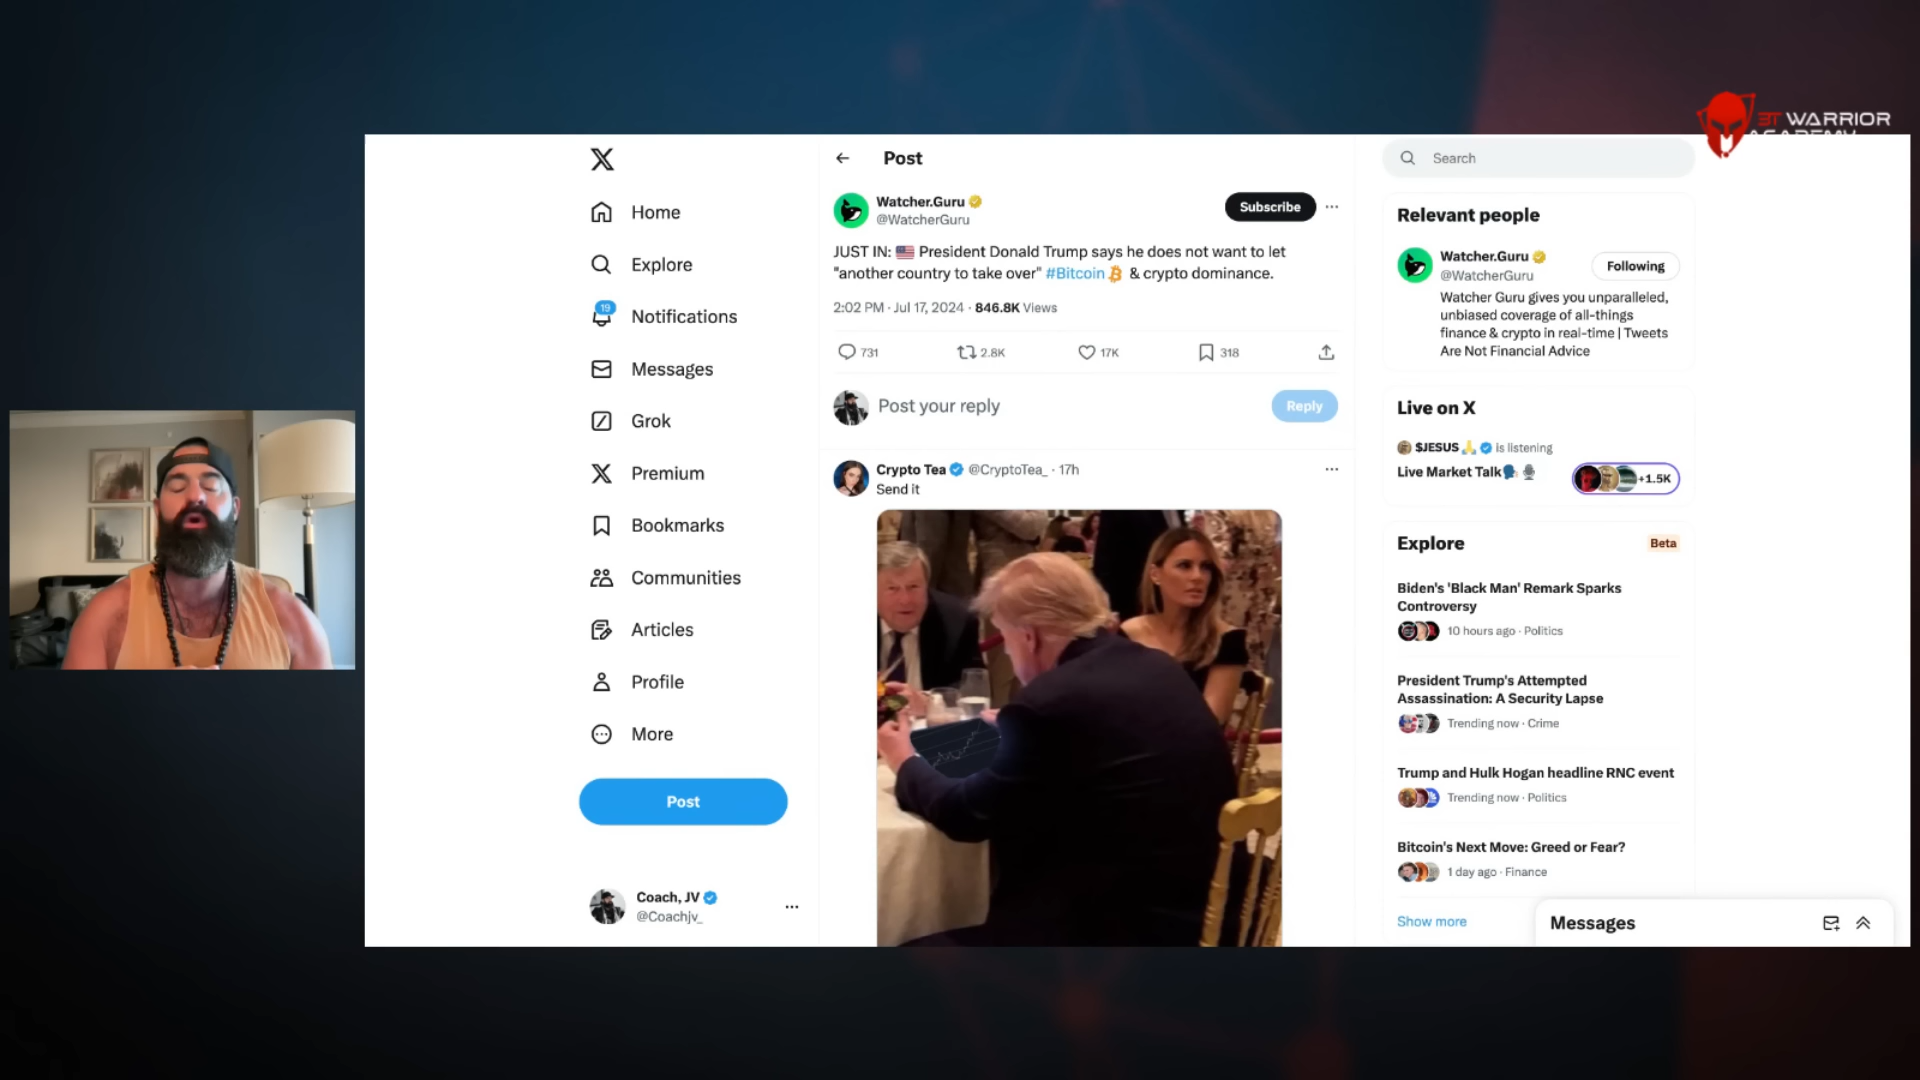 3T WARRIOR
ACADEMY
Post
Search
Home
Explore
19
Notifications
Messages
Grok
Premium
Bookmarks
Communities
Articles
Profile
More
Post
Coach, JV
@Coachjv_
Watcher.Guru
@WatcherGuru
Subscribe
JUST IN: 🇺🇸 President Donald Trump says he does not want to let
"another country to take over" #Bitcoin & crypto dominance.
2:02 PM · Jul 17, 2024 · 846.8K Views
731 2.8K 17K 318
Post your reply
Reply
Crypto Tea @CryptoTea_ · 17h
Send it
Relevant people
Watcher.Guru
@WatcherGuru
Following
Watcher Guru gives you unparalleled,
unbiased coverage of all-things
finance & crypto in real-time | Tweets
Are Not Financial Advice
Live on X
$JESUS 🙏 is listening
Live Market Talk🗣️🎙️
+1.5K
Explore
Beta
Biden's 'Black Man' Remark Sparks
Controversy
10 hours ago · Politics
President Trump's Attempted
Assassination: A Security Lapse
Trending now · Crime
Trump and Hulk Hogan headline RNC event
Trending now · Politics
Bitcoin's Next Move: Greed or Fear?
1 day ago · Finance
Show more
Messages